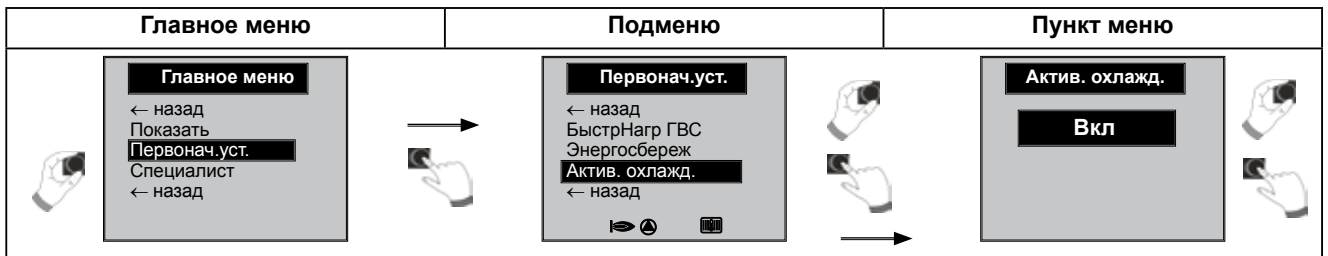 Главное меню
Подменю
Пункт меню
Главное меню
← назад
Показать
Первонач.уст.
Специалист
← назад
Первонач.уст.
← назад
БыстрНагр ГВС
Энергосбереж
Актив. охлажд.
← назад
Актив. охлажд.
Вкл